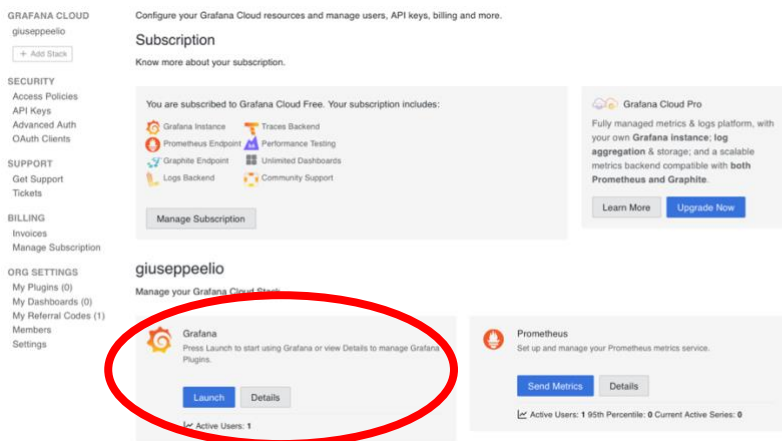 GRAFANA CLOUD
giuseppeelio
+ Add Stack
SECURITY
Access Policies
API Keys
Advanced Auth
OAuth Clients
SUPPORT
Get Support
Tickets
BILLING
Invoices
Manage Subscription
ORG SETTINGS
My Plugins (0)
My Dashboards (0)
My Referral Codes (1)
Members
Settings
Configure your Grafana Cloud resources and manage users, API keys, billing and more.
Subscription
Know more about your subscription.
You are subscribed to Grafana Cloud Free. Your subscription includes:
Grafana Instance
Traces Backend
Prometheus Endpoint
Performance Testing
Graphite Endpoint
Unlimited Dashboards
Logs Backend
Community Support
Manage Subscription
Grafana Cloud Pro
Fully managed metrics & logs platform, with
your own Grafana instance; log
aggregation & storage; and a scalable
metrics backend compatible with both
Prometheus and Graphite.
Learn More
Upgrade Now
giuseppeelio
Manage your Grafana Cloud Stack
Grafana
Press Launch to start using Grafana or view Details to manage Grafana
Plugins.
Launch
Details
Active Users: 1
Prometheus
Set up and manage your Prometheus metrics service.
Send Metrics
Details
Active Users: 1 95th Percentile: 0 Current Active Series: 0